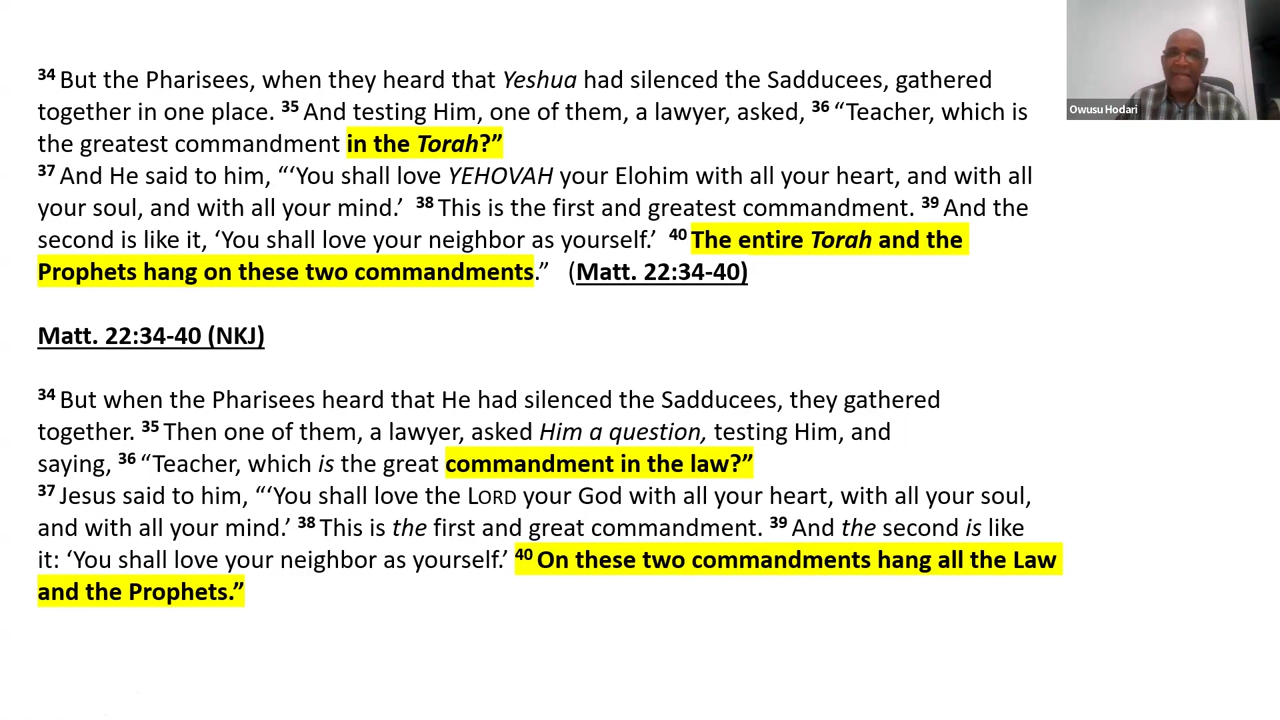 34 But the Pharisees, when they heard that Yeshua had silenced the Sadducees, gathered
together in one place. 35 And testing Him, one of them, a lawyer, asked, 36 “Teacher, which is
the greatest commandment in the Torah?”
37 And He said to him, “‘You shall love YEHOVAH your Elohim with all your heart, and with all
your soul, and with all your mind.’ 38 This is the first and greatest commandment. 39 And the
second is like it, ‘You shall love your neighbor as yourself.’ 40 The entire Torah and the
Prophets hang on these two commandments.” (Matt. 22:34-40)
Matt. 22:34-40 (NKJ)
34 But when the Pharisees heard that He had silenced the Sadducees, they gathered
together. 35 Then one of them, a lawyer, asked Him a question, testing Him, and
saying, 36 “Teacher, which is the great commandment in the law?”
37 Jesus said to him, “‘You shall love the LORD your God with all your heart, with all your soul,
and with all your mind.’ 38 This is the first and great commandment. 39 And the second is like
it: ‘You shall love your neighbor as yourself.’ 40 On these two commandments hang all the Law
and the Prophets.”
Owusu Hodari